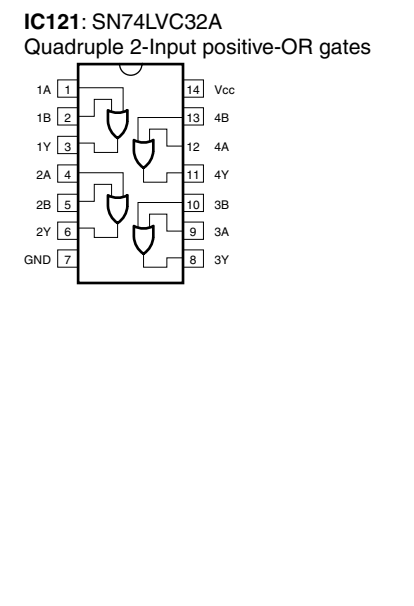 IC121: SN74LVC32A
Quadruple 2-Input positive-OR gates
1A 1 14 Vcc
1B 2 13 4B
1Y 3 12 4A
2A 4 11 4Y
2B 5 10 3B
2Y 6 9 3A
GND 7 8 3Y